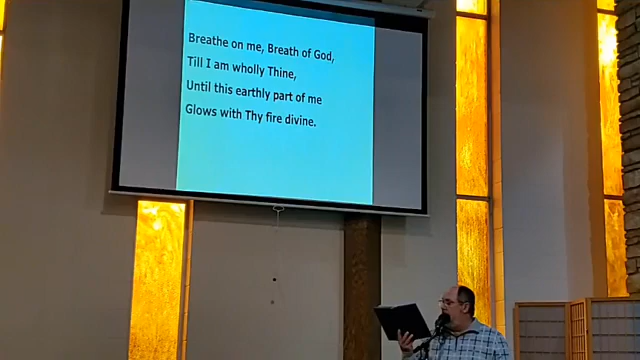 Breathe on me, Breath of God,
Till I am wholly Thine,
Until this earthly part of me
Glows with Thy fire divine.